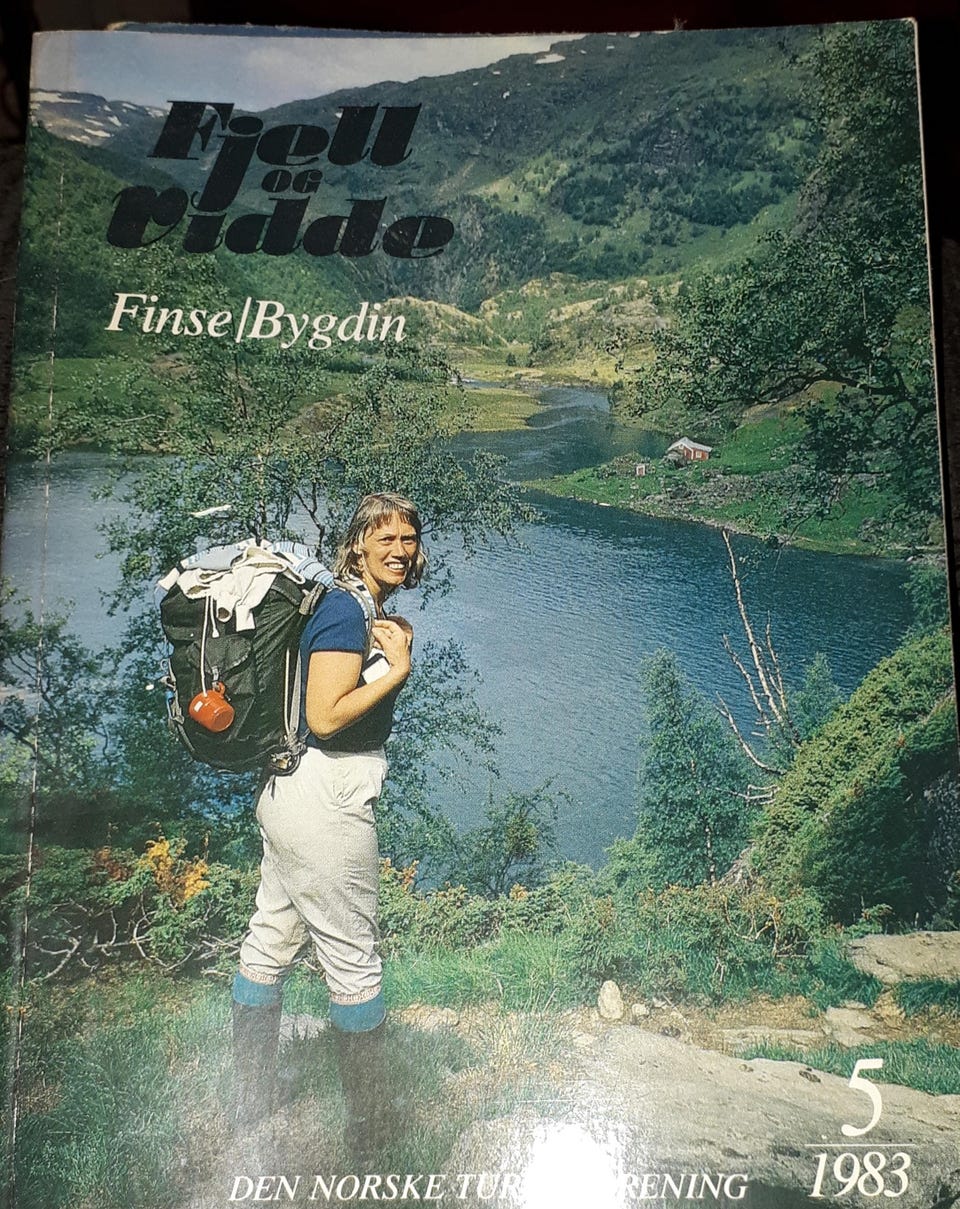 Fjell
OG
vidde
Finse/Bygdin
5
1983
DEN NORSKE